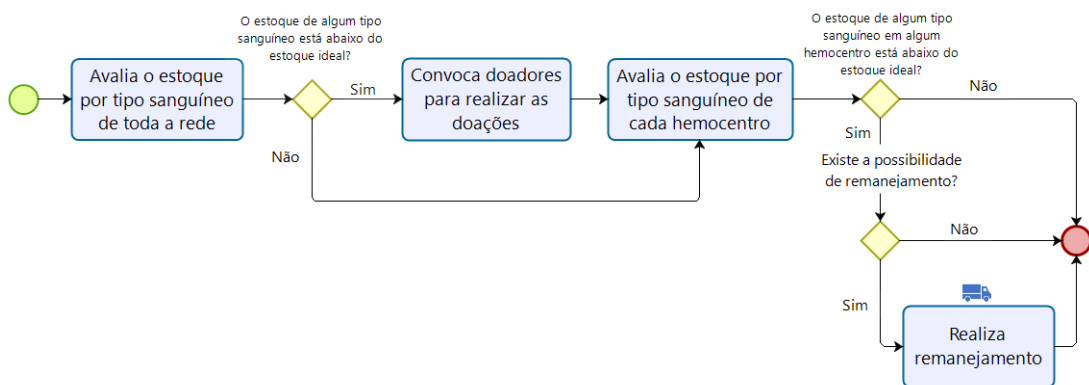 O estoque de algum tipo
sanguíneo está abaixo do
estoque ideal?
O estoque de algum tipo
sanguíneo em algum
hemocentro está abaixo do
estoque ideal?
Avalia o estoque
por tipo sanguíneo
de toda a rede
Sim
Não
Convoca doadores
para realizar as
doações
Avalia o estoque por
tipo sanguíneo de
cada hemocentro
Não
Sim
Existe a possibilidade
de remanejamento?
Não
Sim
Realiza
remanejamento